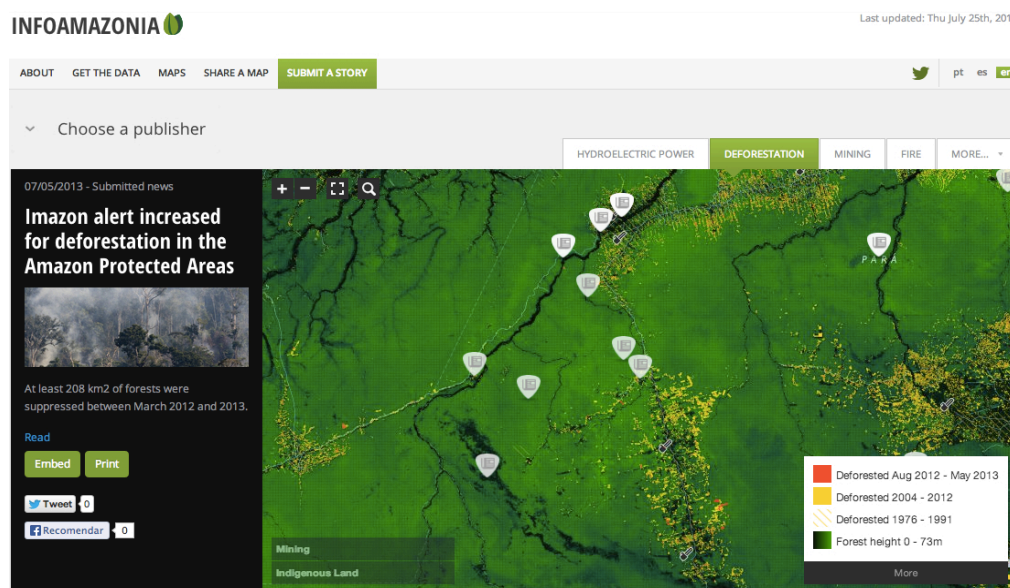 INFOAMAZONIA
Last updated: Thu July 25th, 201
ABOUT GET THE DATA MAPS SHARE A MAP SUBMIT A STORY
pt es en
Choose a publisher
HYDROELECTRIC POWER DEFORESTATION MINING FIRE MORE...
07/05/2013 - Submitted news
Imazon alert increased
for deforestation in the
Amazon Protected Areas
PARÁ
At least 208 km2 of forests were
suppressed between March 2012 and 2013.
Read
Embed Print
Tweet 0
Recomendar 0
Mining
Indigenous Land
Deforested Aug 2012 - May 2013
Deforested 2004 - 2012
Deforested 1976 - 1991
Forest height 0 - 73m
More